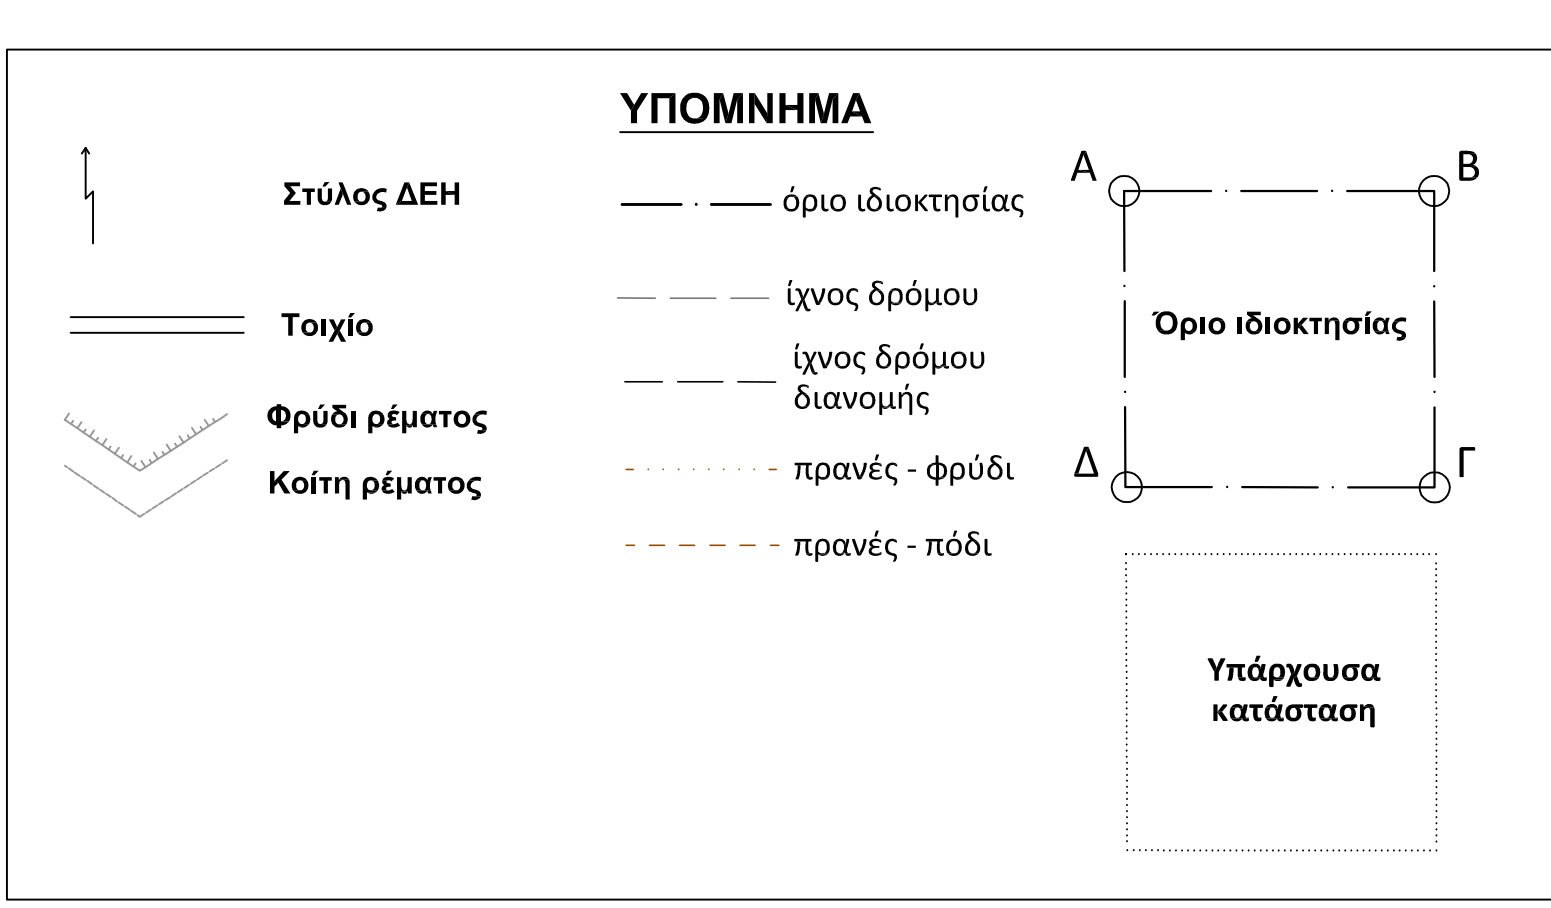 ΥΠΟΜΝΗΜΑ
Στύλος ΔΕΗ
Τοιχίο
Φρύδι ρέματος
Κοίτη ρέματος
όριο ιδιοκτησίας
ίχνος δρόμου
ίχνος δρόμου
διανομής
πρανές - φρύδι
πρανές - πόδι
Α Β
Όριο ιδιοκτησίας
Δ Γ
Υπάρχουσα
κατάσταση